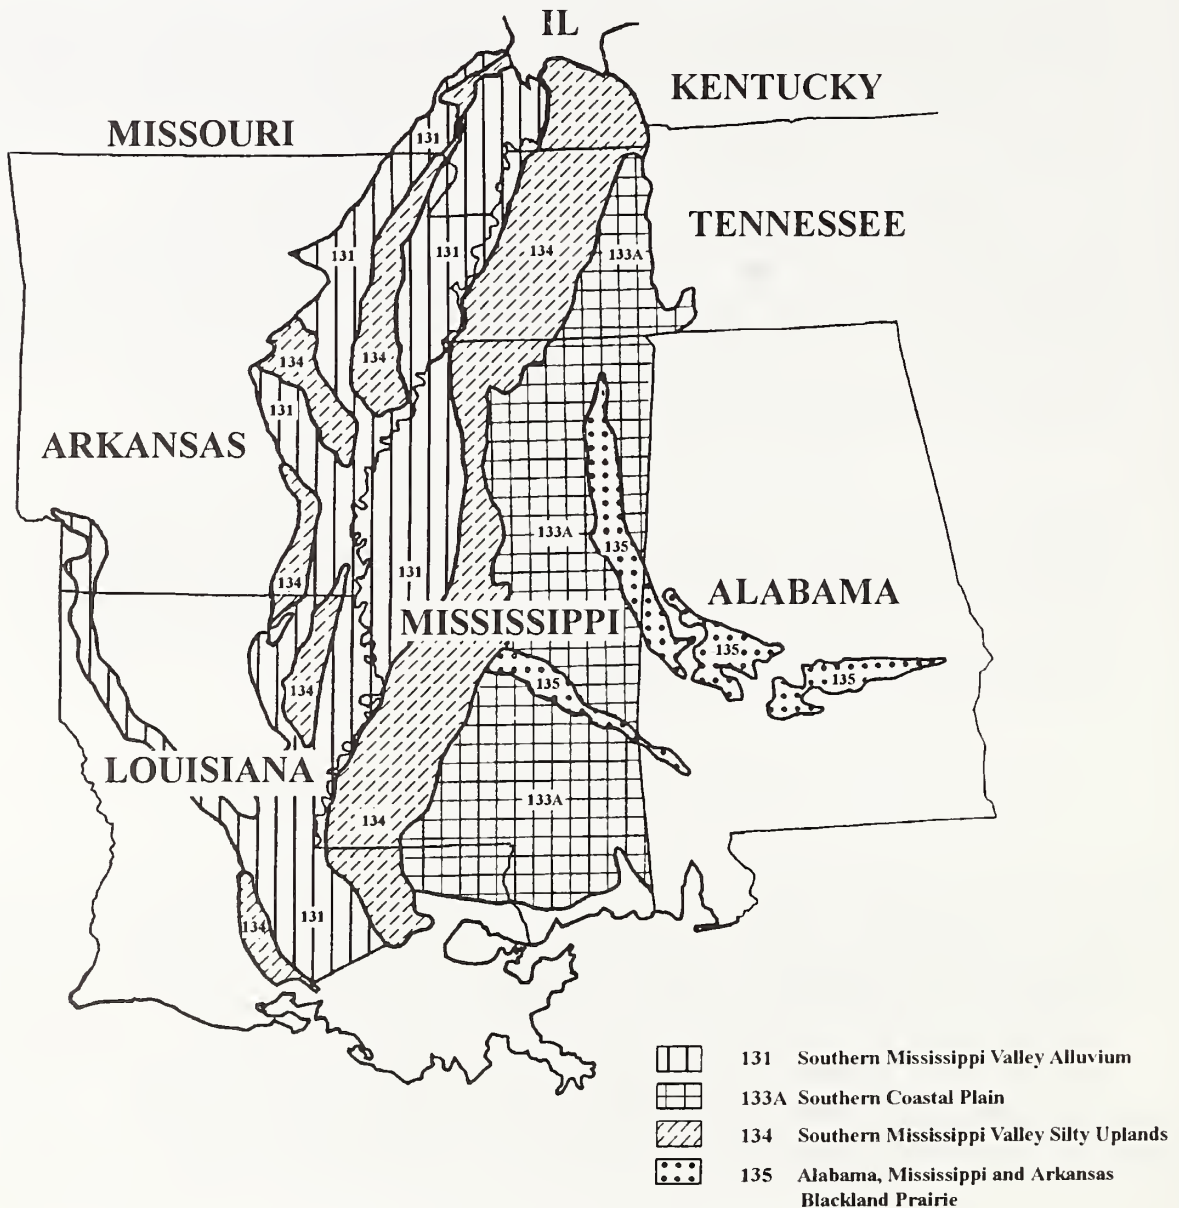 IL
KENTUCKY
MISSOURI
131
TENNESSEE
131
131
134
133A
134
134
131
ARKANSAS
133A
135
131
134
ALABAMA
MISSISSIPPI
135
134
135
135
LOUISIANA
133A
134
131
134
131 Southern Mississippi Valley Alluvium
133A Southern Coastal Plain
134 Southern Mississippi Valley Silty Uplands
135 Alabama, Mississippi and Arkansas
Blackland Prairie